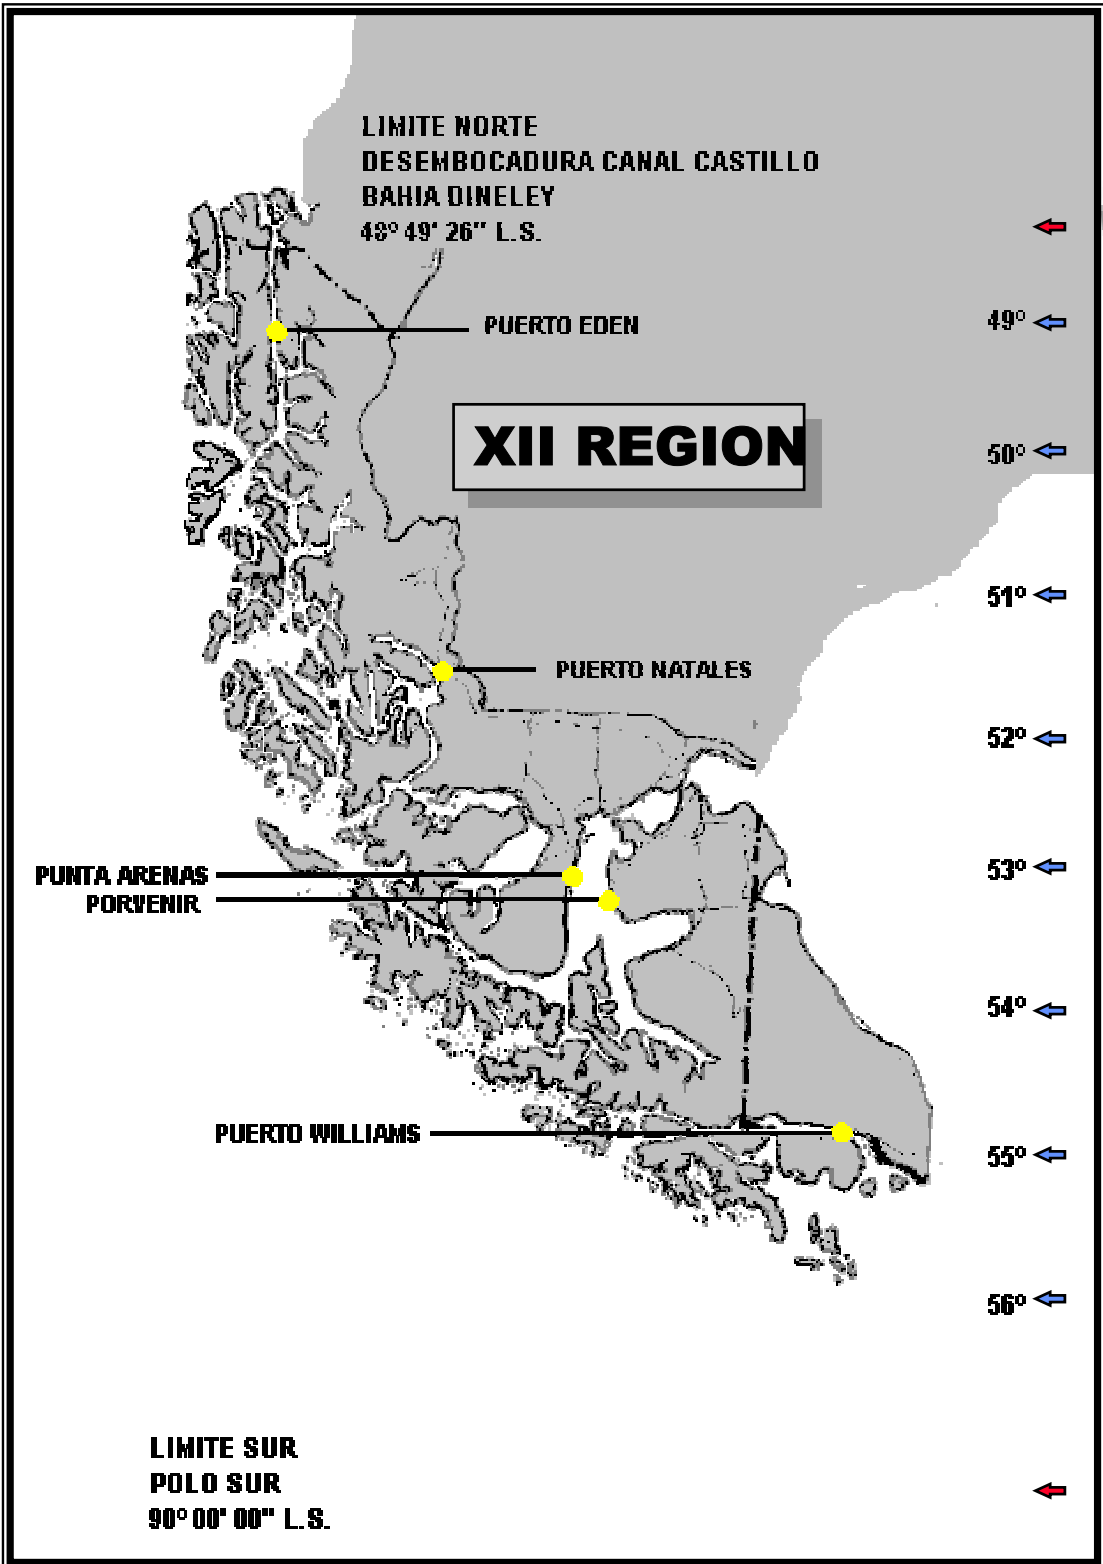 LIMITE NORTE
DESEMBOCADURA CANAL CASTILLO
BAHIA DINELEY
48° 49' 26" L.S.
49°
PUERTO EDEN
XII REGION
50°
51°
PUERTO NATALES
52°
53°
PUNTA ARENAS
PORVENIR
54°
PUERTO WILLIAMS
55°
56°
LIMITE SUR
POLO SUR
90° 00' 00" L.S.